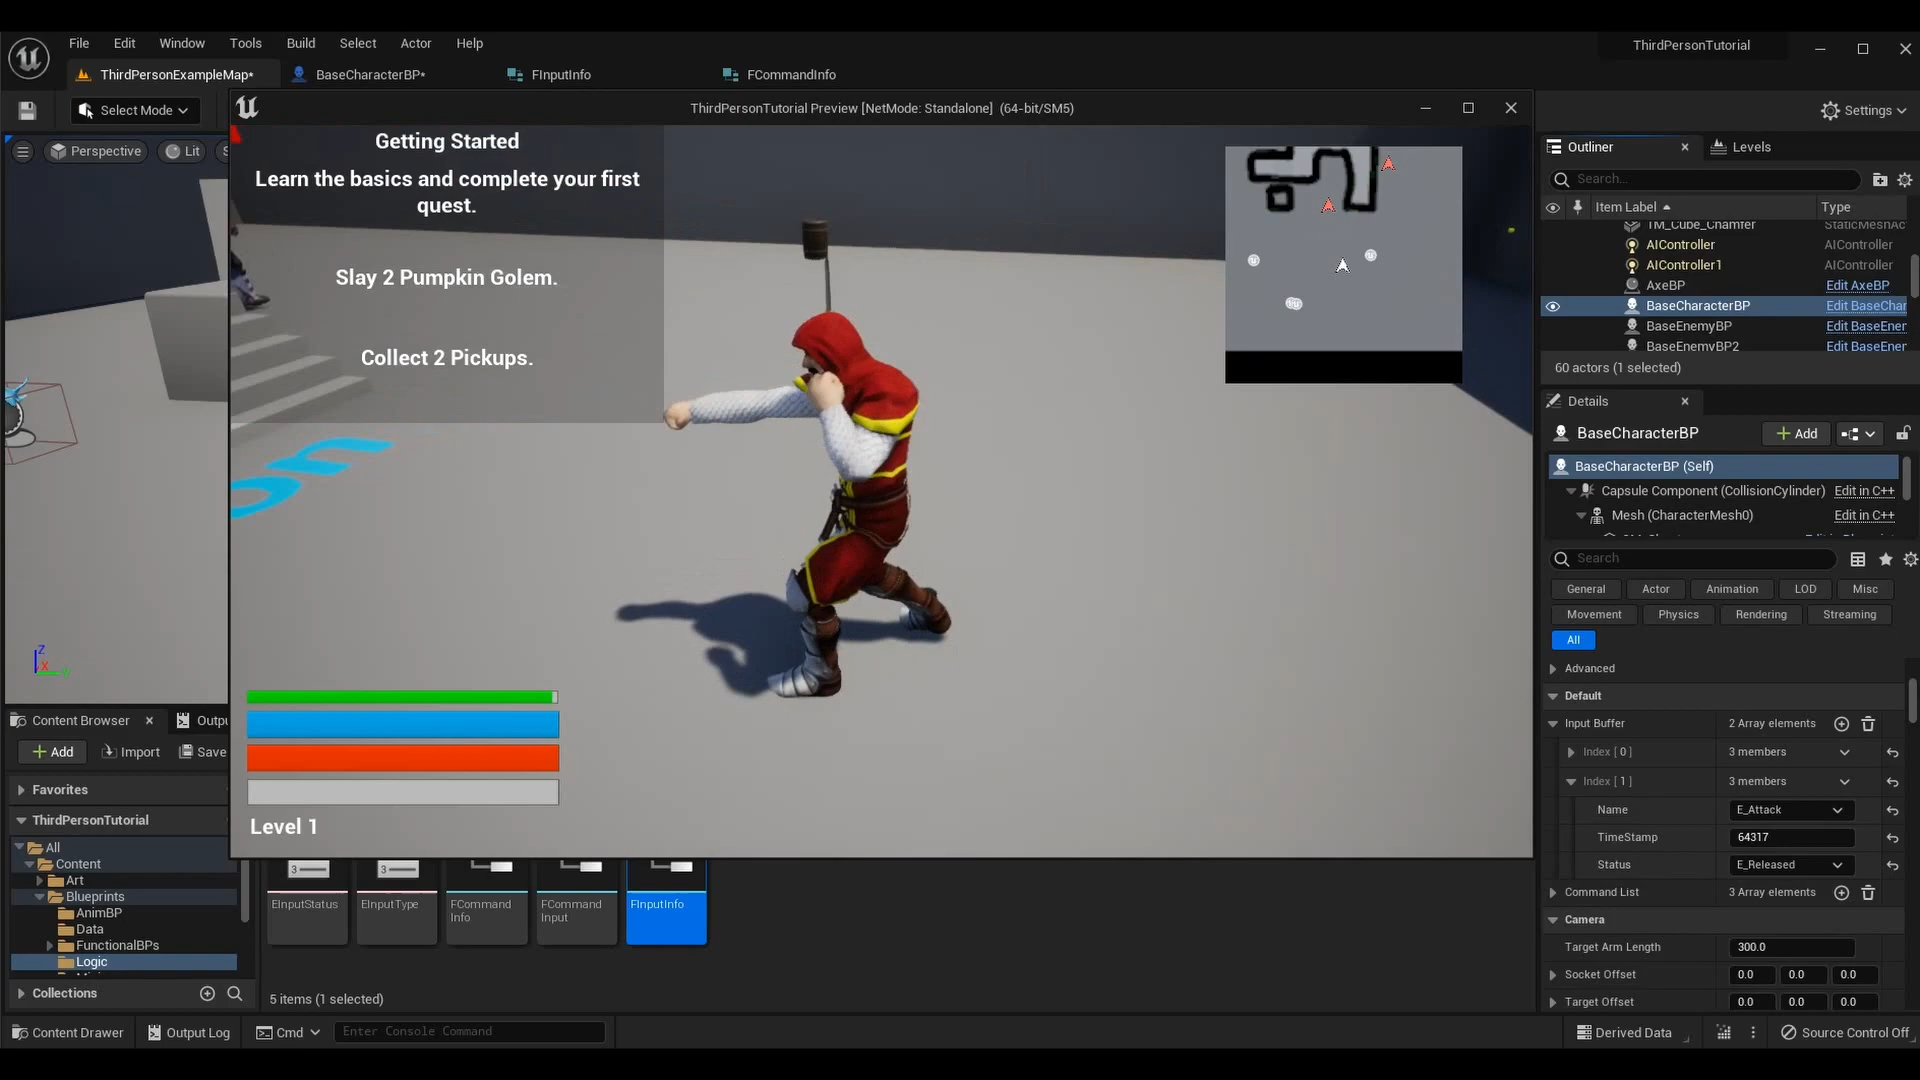 File Edit Window Tools Build Select Actor Help
ThirdPersonTutorial
ThirdPersonExampleMap*
BaseCharacterBP*
FInputInfo
FCommandInfo
Select Mode
ThirdPersonTutorial Preview [NetMode: Standalone] (64-bit/SM5)
Settings
Perspective
Lit
Getting Started
Learn the basics and complete your first
quest.
Slay 2 Pumpkin Golem.
Collect 2 Pickups.
Level 1
Outliner
Levels
Search...
Item Label
Type
TM_Cube_Chamfer StaticMeshAc
AIController AIController
AIController1 AIController
AxeBP Edit AxeBP
BaseCharacterBP Edit BaseChar
BaseEnemyBP Edit BaseEner
BaseEnemyBP2 Edit BaseEner
60 actors (1 selected)
Details
BaseCharacterBP
Add
BaseCharacterBP (Self)
Capsule Component (CollisionCylinder) Edit in C++
Mesh (CharacterMesh0) Edit in C++
Search
General Actor Animation LOD Misc
Movement Physics Rendering Streaming
All
Advanced
Default
Input Buffer 2 Array elements
Index [ 0 ] 3 members
Index [ 1 ] 3 members
Name E_Attack
TimeStamp 64317
Status E_Released
Command List 3 Array elements
Camera
Target Arm Length 300.0
Socket Offset 0.0 0.0 0.0
Target Offset 0.0 0.0 0.0
Content Browser
Outpu
Add
Import
Save
Favorites
ThirdPersonTutorial
All
Content
Art
Blueprints
AnimBP
Data
FunctionalBPs
Logic
Collections
EInputStatus
EInputType
FCommand
Info
FCommand
Input
FInputInfo
5 items (1 selected)
Content Drawer
Output Log
Cmd
Enter Console Command
Derived Data
Source Control Off
Z
X